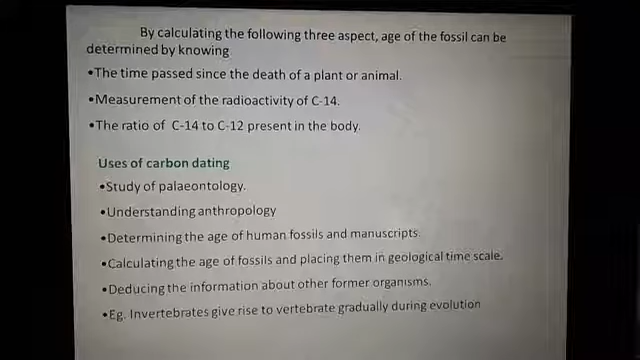 By calculating the following three aspect, age of the fossil can be
determined by knowing
•The time passed since the death of a plant or animal.
•Measurement of the radioactivity of C-14.
•The ratio of C-14 to C-12 present in the body.
Uses of carbon dating
•Study of palaeontology.
•Understanding anthropology
•Determining the age of human fossils and manuscripts.
•Calculating the age of fossils and placing them in geological time scale.
•Deducing the information about other former organisms.
•Eg. Invertebrates give rise to vertebrate gradually during evolution